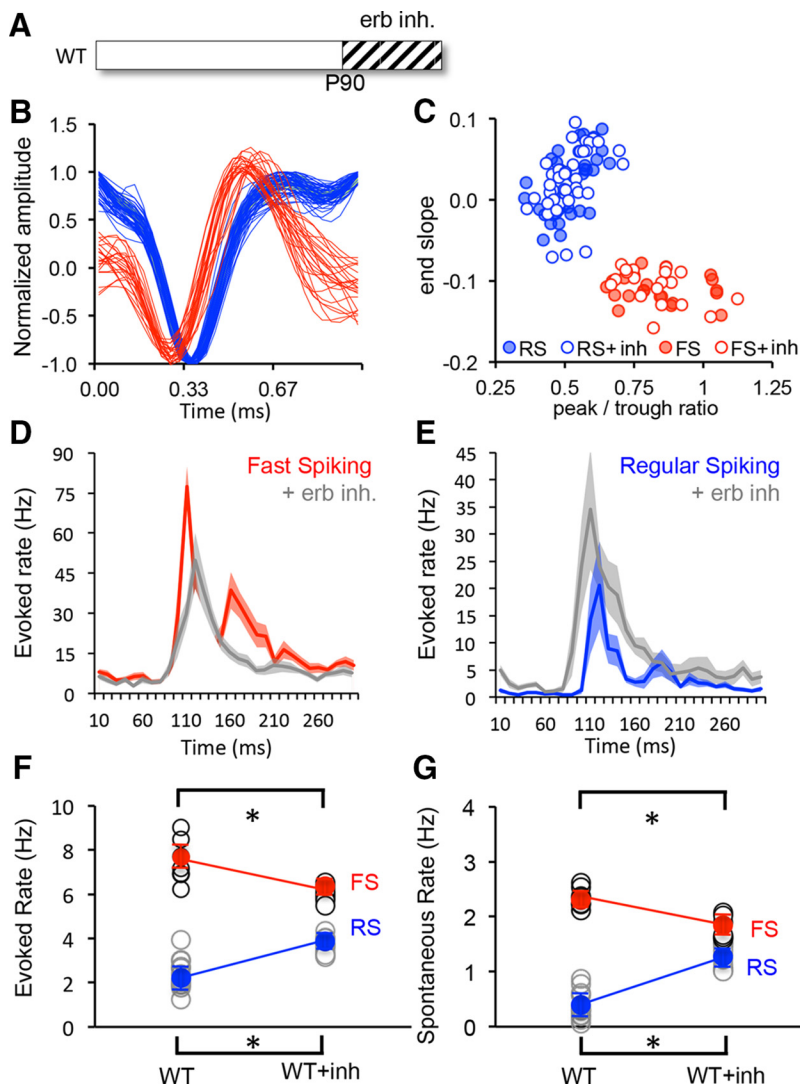 A
erb inh.
WT
P90
B
Normalized amplitude
1.5
1.0
0.5
0.0
-0.5
-1.0
0.00 0.33 0.67
Time (ms)
C
end slope
0.1
0.0
-0.1
-0.2
RS RS+inh FS FS+inh
0.25 0.5 0.75 1 1.25
peak / trough ratio
D
Evoked rate (Hz)
90
75
60
45
30
15
0
Fast Spiking
+ erb inh.
10 60 110 160 210 260
Time (ms)
E
Evoked rate (Hz)
45
40
35
30
25
20
15
10
5
0
Regular Spiking
+ erb inh.
10 60 110 160 210 260
Time (ms)
F
Evoked Rate (Hz)
10
8
6
4
2
0
*
FS
RS
*
WT WT+inh
G
Spontaneous Rate (Hz)
4
3
2
1
0
*
FS
RS
*
WT WT+inh